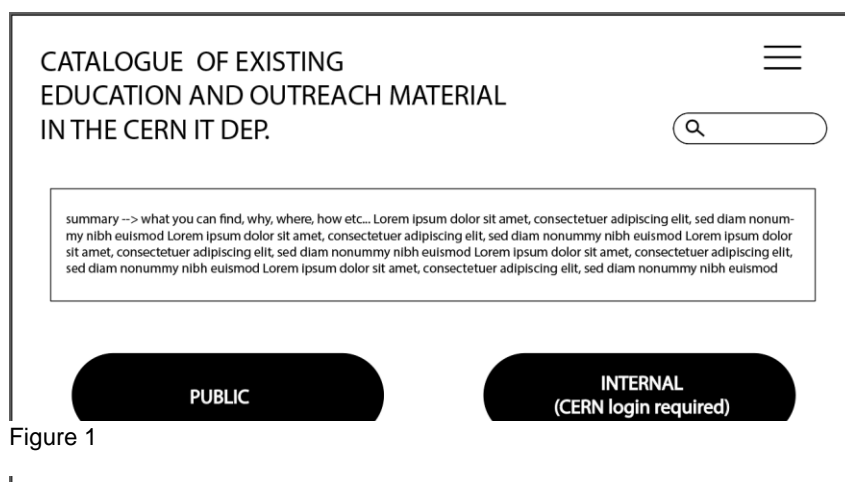 CATALOGUE  OF EXISTING
EDUCATION AND OUTREACH MATERIAL
IN THE CERN IT DEP.
summary --> what you can find, why, where, how etc... Lorem ipsum dolor sit amet, consectetuer adipiscing elit, sed diam nonum-
my nibh euismod Lorem ipsum dolor sit amet, consectetuer adipiscing elit, sed diam nonummy nibh euismod Lorem ipsum dolor
sit amet, consectetuer adipiscing elit, sed diam nonummy nibh euismod Lorem ipsum dolor sit amet, consectetuer adipiscing elit,
sed diam nonummy nibh euismod Lorem ipsum dolor sit amet, consectetuer adipiscing elit, sed diam nonummy nibh euismod
PUBLIC
INTERNAL
(CERN login required)
Figure 1